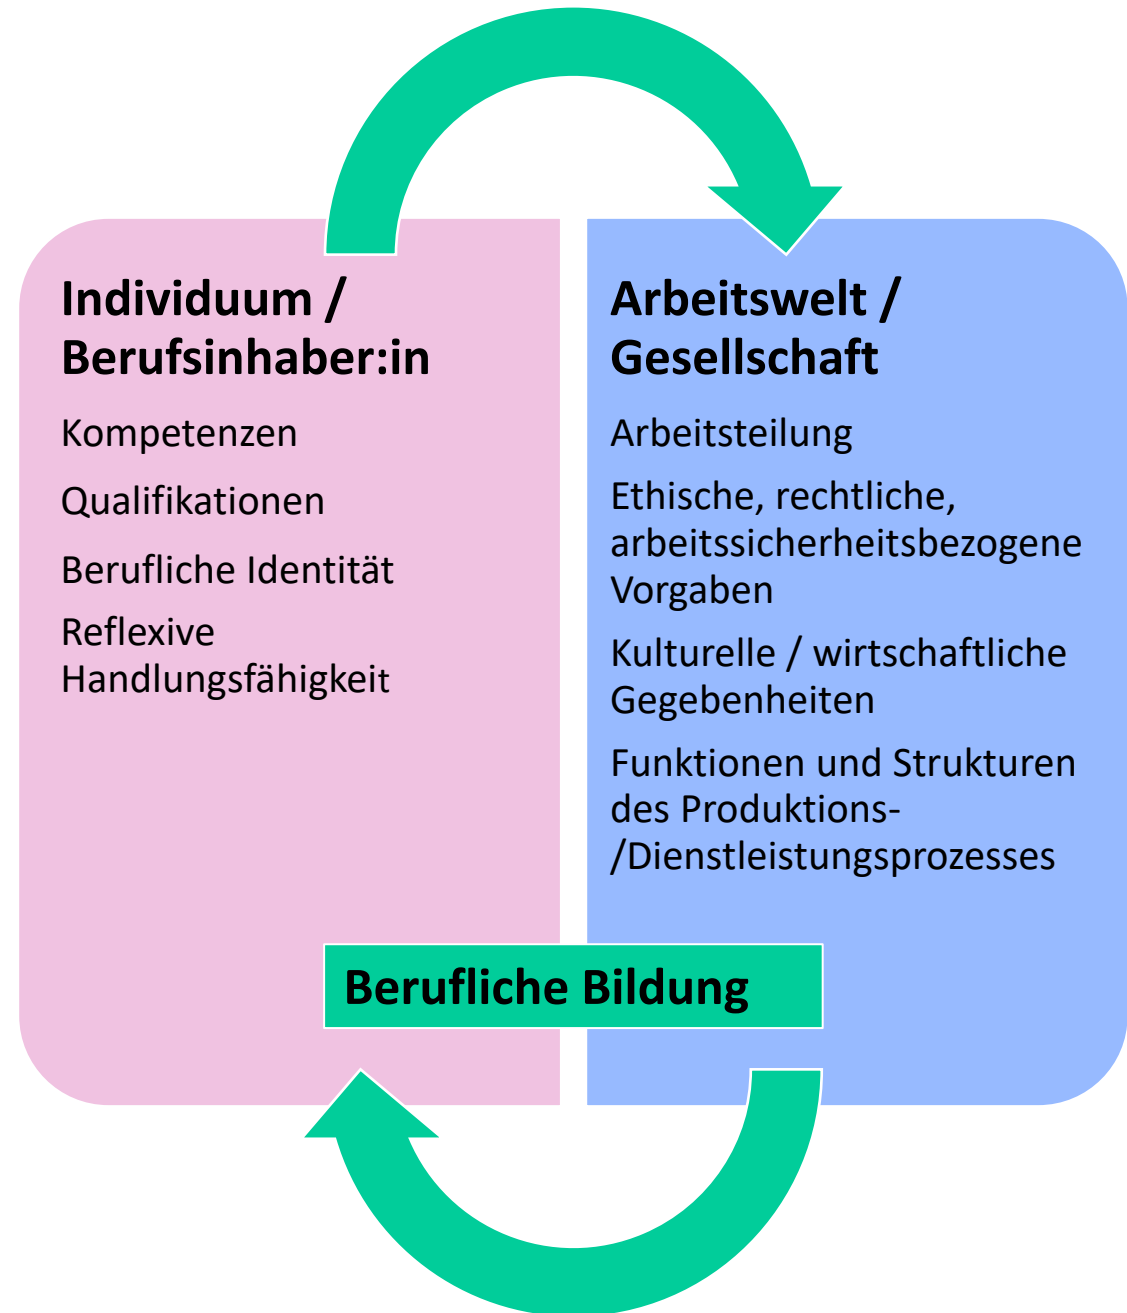 Individuum /
Berufsinhaber:in
Kompetenzen
Qualifikationen
Berufliche Identität
Reflexive
Handlungsfähigkeit
Arbeitswelt /
Gesellschaft
Arbeitsteilung
Ethische, rechtliche,
arbeitssicherheitsbezogene
Vorgaben
Kulturelle / wirtschaftliche
Gegebenheiten
Funktionen und Strukturen
des Produktions-
/Dienstleistungsprozesses
Berufliche Bildung